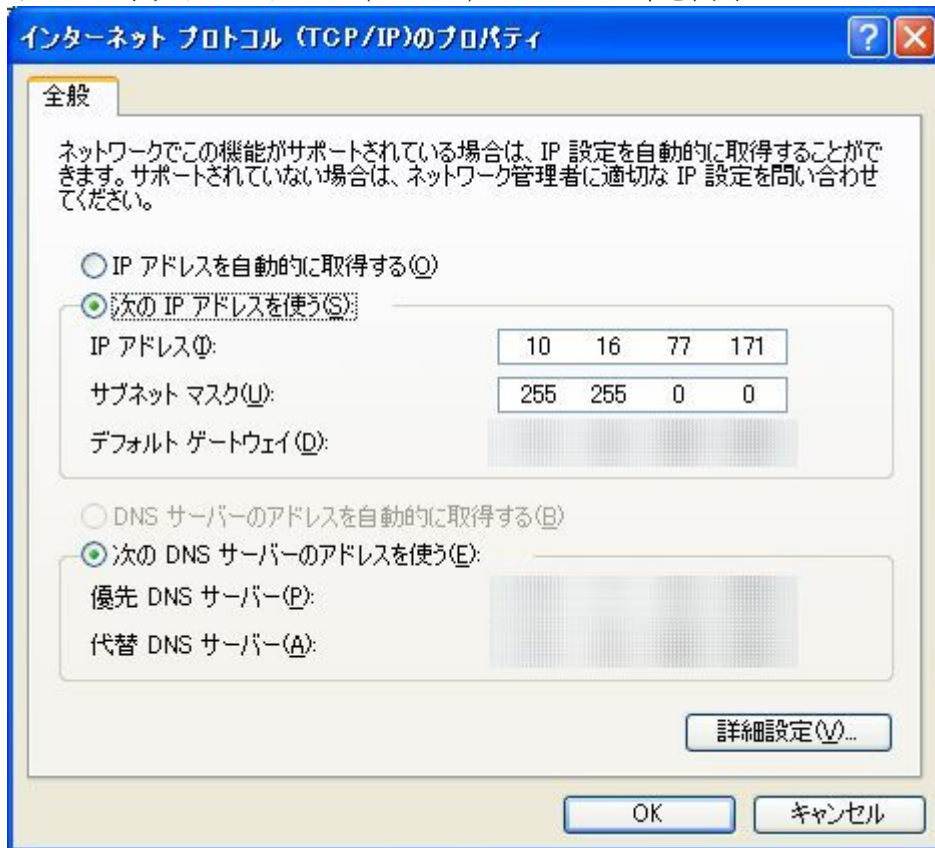 インターネット プロトコル (TCP/IP)のプロパティ
全般
ネットワークでこの機能がサポートされている場合は、IP 設定を自動的に取得することがで
きます。サポートされていない場合は、ネットワーク管理者に適切な IP 設定を問い合わせ
てください。
IP アドレスを自動的に取得する(O)
次の IP アドレスを使う(S):
IP アドレス(I): 10 16 77 171
サブネット マスク(U): 255 255 0 0
デフォルト ゲートウェイ(D):
DNS サーバーのアドレスを自動的に取得する(B)
次の DNS サーバーのアドレスを使う(E):
優先 DNS サーバー(P):
代替 DNS サーバー(A):
詳細設定(V)...
OK キャンセル